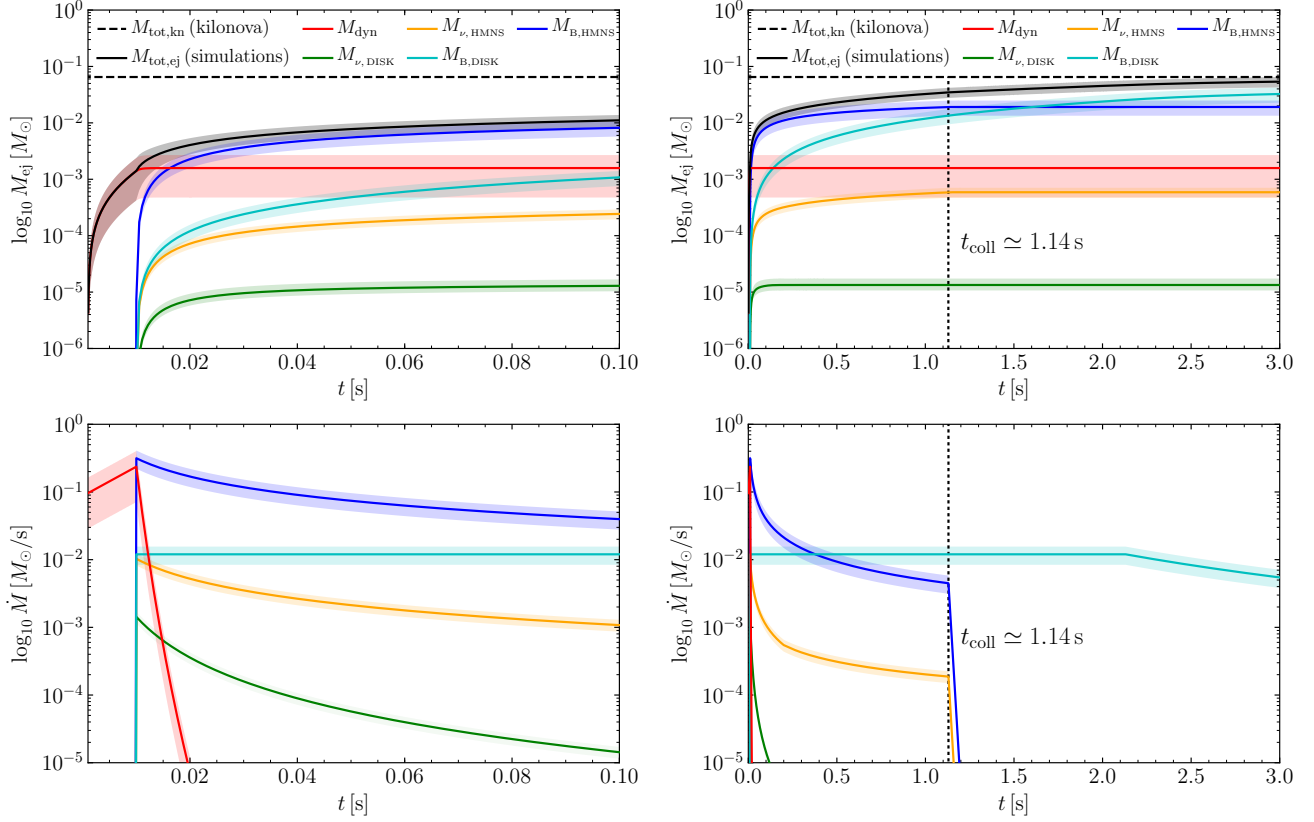 M_tot,kn (kilonova) M_dyn M_ν,HMNS M_B,HMNS
M_tot,ej (simulations) M_ν,DISK M_B,DISK
10^0
10^-1
10^-2
10^-3
10^-4
10^-5
10^-6
log_10 M_ej [M_⊙]
0.02 0.04 0.06 0.08 0.10
t [s]
M_tot,kn (kilonova) M_dyn M_ν,HMNS M_B,HMNS
M_tot,ej (simulations) M_ν,DISK M_B,DISK
10^0
10^-1
10^-2
10^-3
10^-4
10^-5
10^-6
log_10 M_ej [M_⊙]
t_coll ≃ 1.14 s
0.0 0.5 1.0 1.5 2.0 2.5 3.0
t [s]
10^0
10^-1
10^-2
10^-3
10^-4
10^-5
log_10 Ṁ [M_⊙/s]
0.02 0.04 0.06 0.08 0.10
t [s]
10^0
10^-1
10^-2
10^-3
10^-4
10^-5
log_10 Ṁ [M_⊙/s]
t_coll ≃ 1.14 s
0.0 0.5 1.0 1.5 2.0 2.5 3.0
t [s]